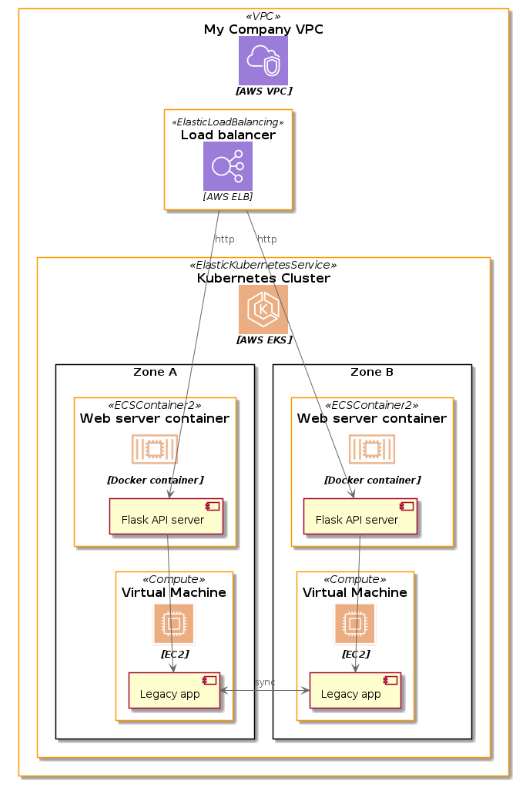 «VPC»
My Company VPC
[AWS VPC]
«ElasticLoadBalancing»
Load balancer
[AWS ELB]
http
http
«ElasticKubernetesService»
Kubernetes Cluster
[AWS EKS]
Zone A
Zone B
«ECSContainer2»
Web server container
[Docker container]
Flask API server
«ECSContainer2»
Web server container
[Docker container]
Flask API server
«Compute»
Virtual Machine
[EC2]
Legacy app
sync
«Compute»
Virtual Machine
[EC2]
Legacy app